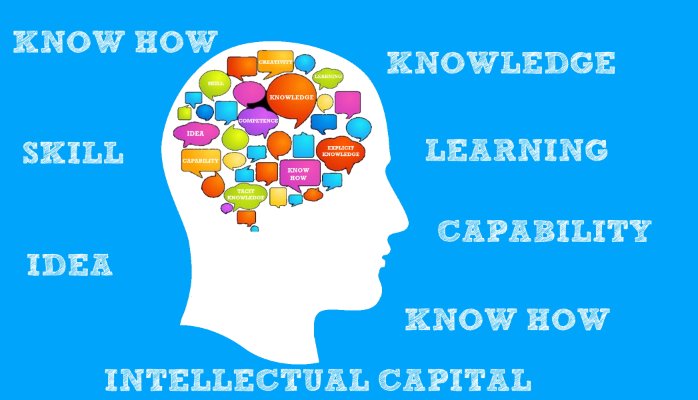 KNOW HOW
KNOWLEDGE
SKILL
LEARNING
CAPABILITY
IDEA
KNOW HOW
INTELLECTUAL CAPITAL
CREATIVITY
LEARNING
SKILL
KNOWLEDGE
COMPETENCE
IDEA
EXPLICIT
KNOWLEDGE
CAPABILITY
KNOW
HOW
TACIT
KNOWLEDGE